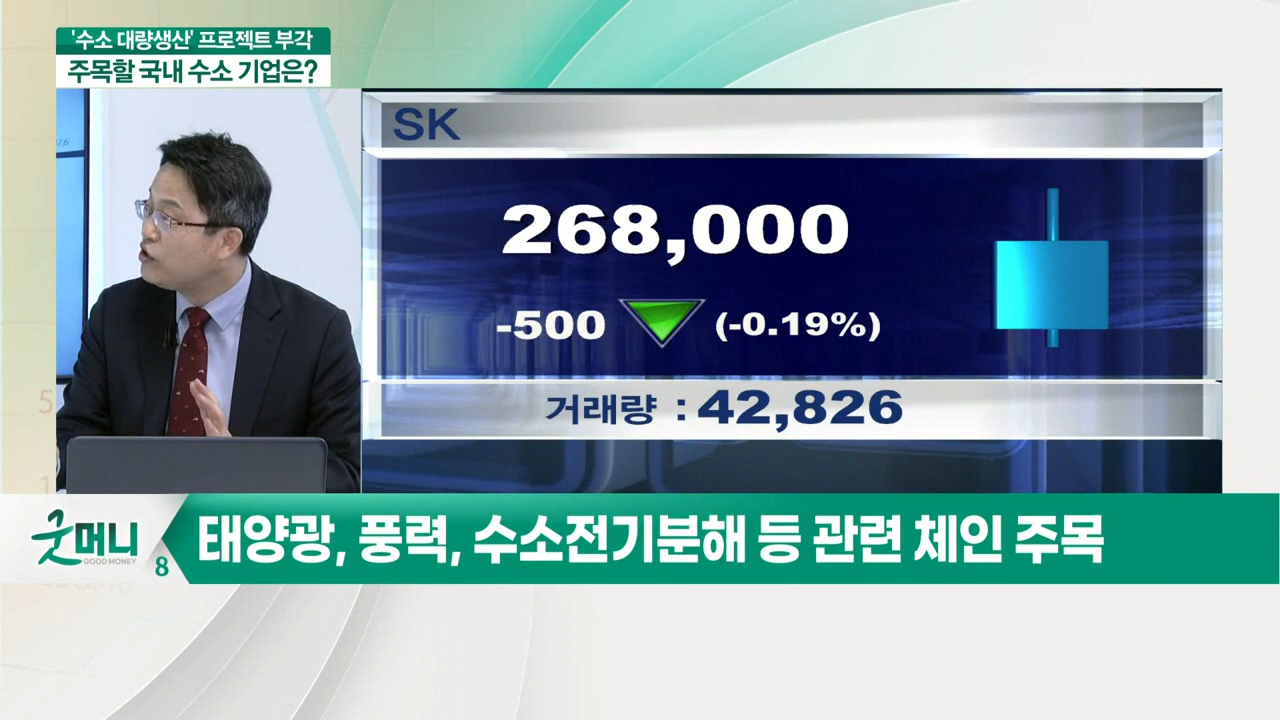 '수소 대량생산' 프로젝트 부각
주목할 국내 수소 기업은?
SK
268,000
-500 (-0.19%)
거래량 : 42,826
굿머니
GOOD MONEY
8
태양광, 풍력, 수소전기분해 등 관련 체인 주목